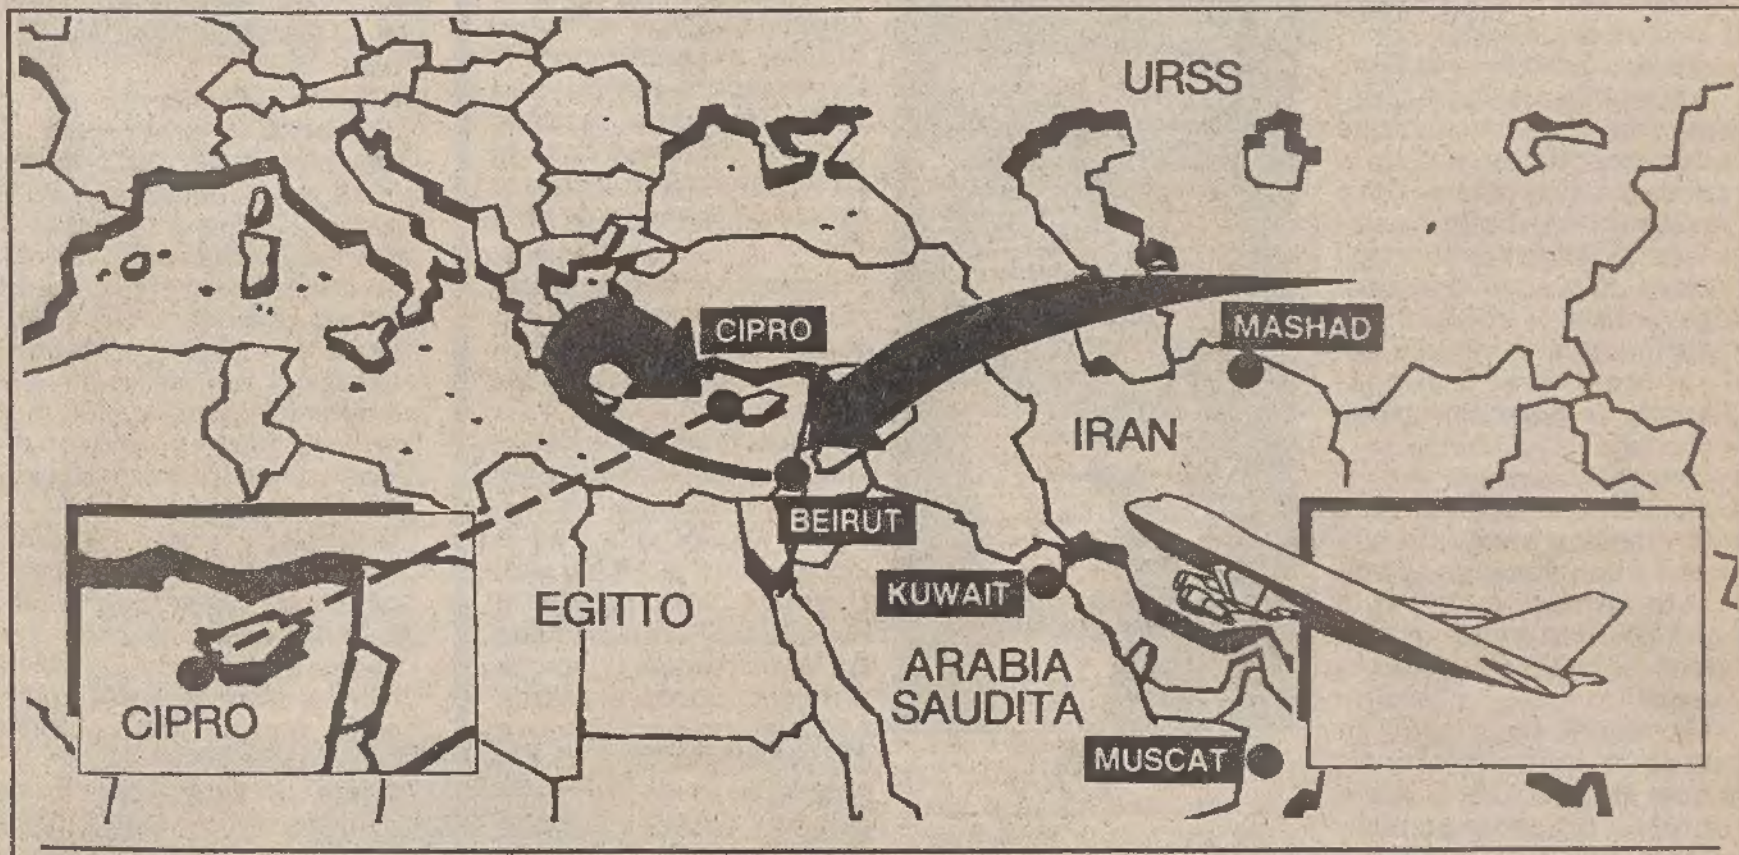 URSS
CIPRO
MASHAD
IRAN
BEIRUT
KUWAIT
EGITTO
ARABIA
SAUDITA
CIPRO
MUSCAT